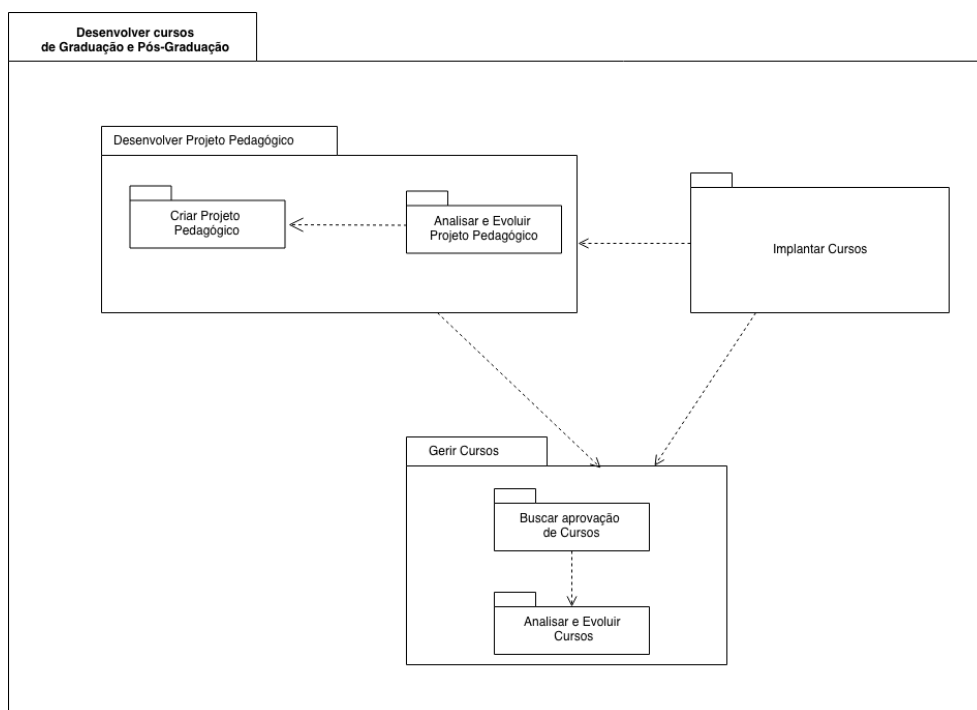 Desenvolver cursos
de Graduação e Pós-Graduação
Desenvolver Projeto Pedagógico
Criar Projeto
Pedagógico
Analisar e Evoluir
Projeto Pedagógico
Implantar Cursos
Gerir Cursos
Buscar aprovação
de Cursos
Analisar e Evoluir
Cursos